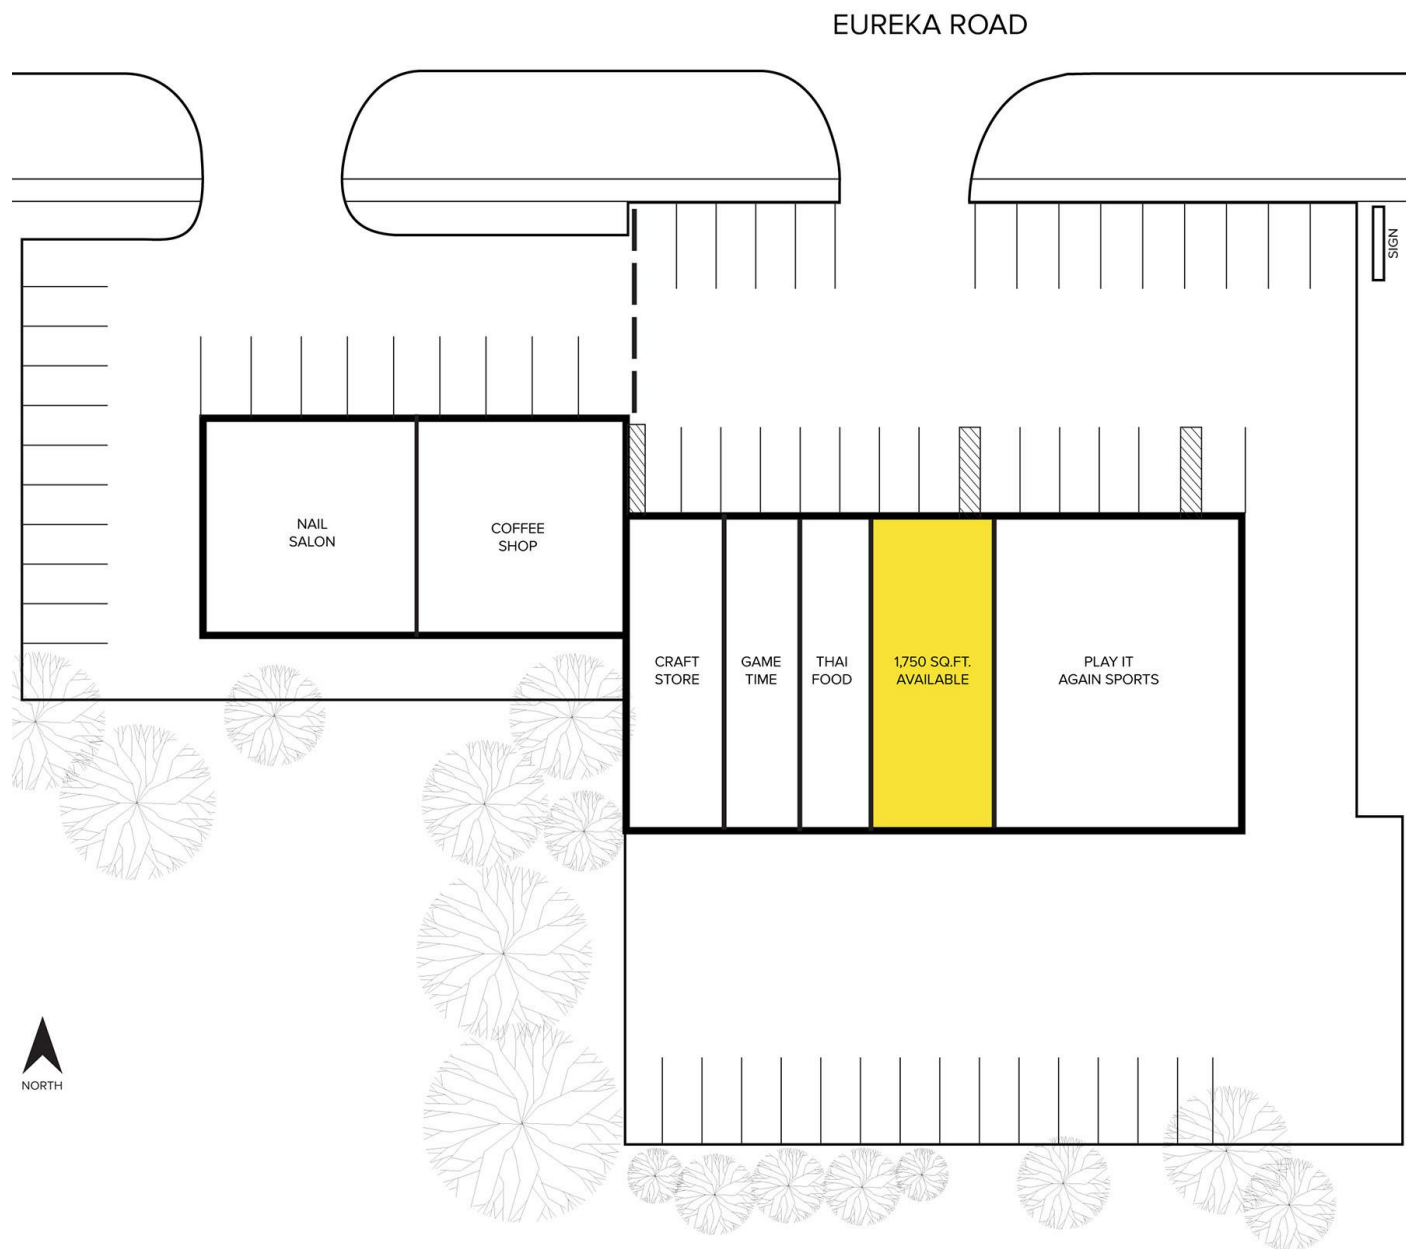 EUREKA ROAD
SIGN
NAIL
SALON
COFFEE
SHOP
CRAFT
STORE
GAME
TIME
THAI
FOOD
1,750 SQ.FT.
AVAILABLE
PLAY IT
AGAIN SPORTS
NORTH